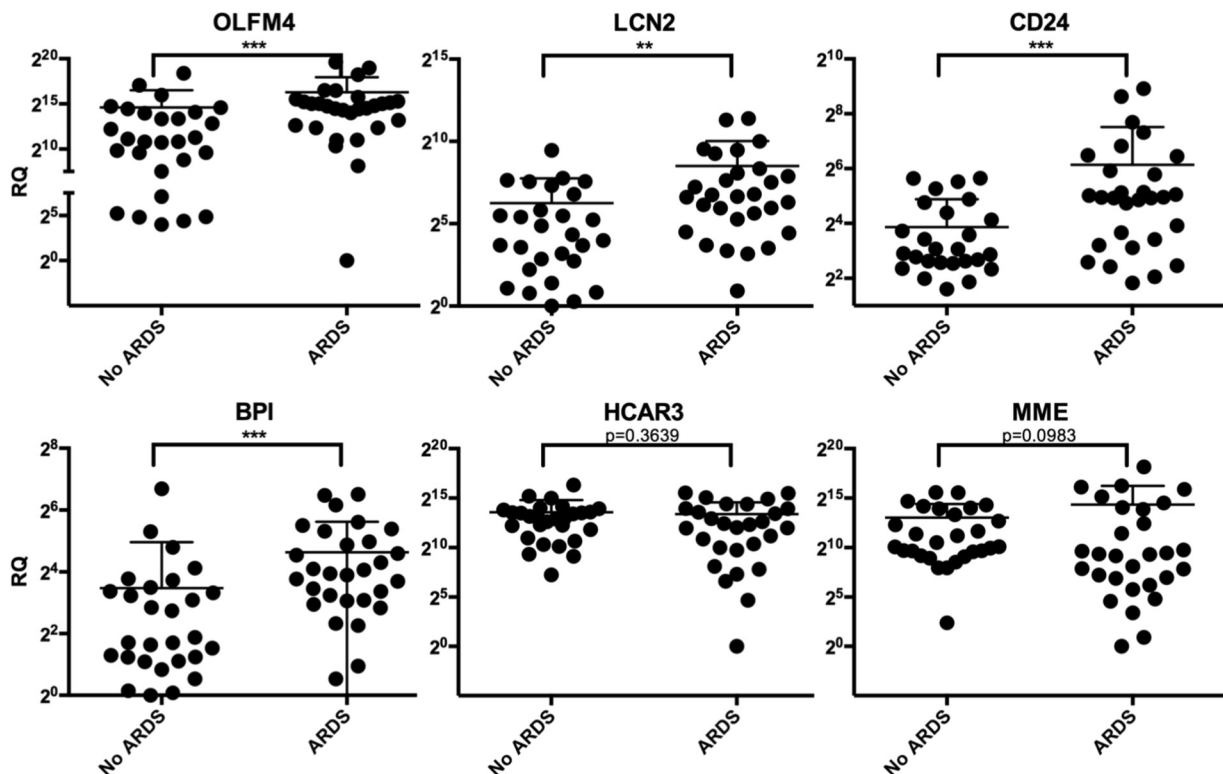 OLFM4
***
2^20
2^15
2^10
2^5
2^0
RQ
No ARDS
ARDS
LCN2
**
2^15
2^10
2^5
2^0
No ARDS
ARDS
CD24
***
2^10
2^8
2^6
2^4
2^2
No ARDS
ARDS
BPI
***
2^8
2^6
2^4
2^2
2^0
RQ
No ARDS
ARDS
HCAR3
p=0.3639
2^20
2^15
2^10
2^5
2^0
No ARDS
ARDS
MME
p=0.0983
2^20
2^15
2^10
2^5
2^0
No ARDS
ARDS